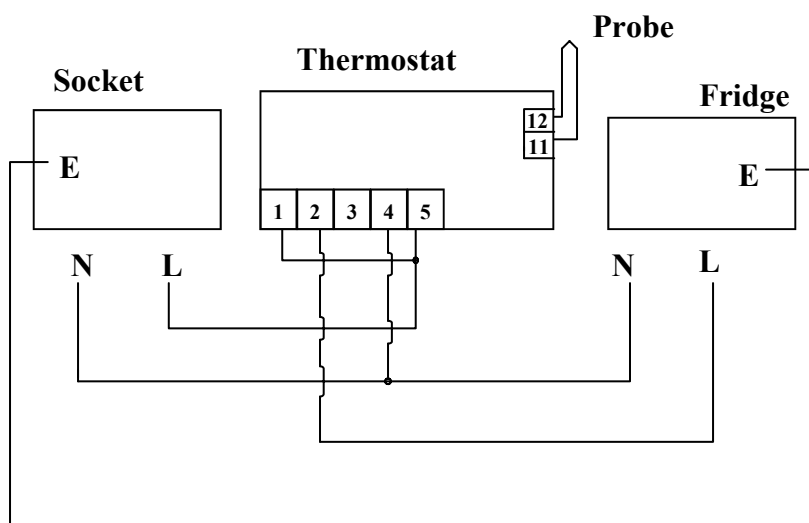 Probe
Socket
Thermostat
Fridge
12
11
E
E
1 2 3 4 5
N L
N L